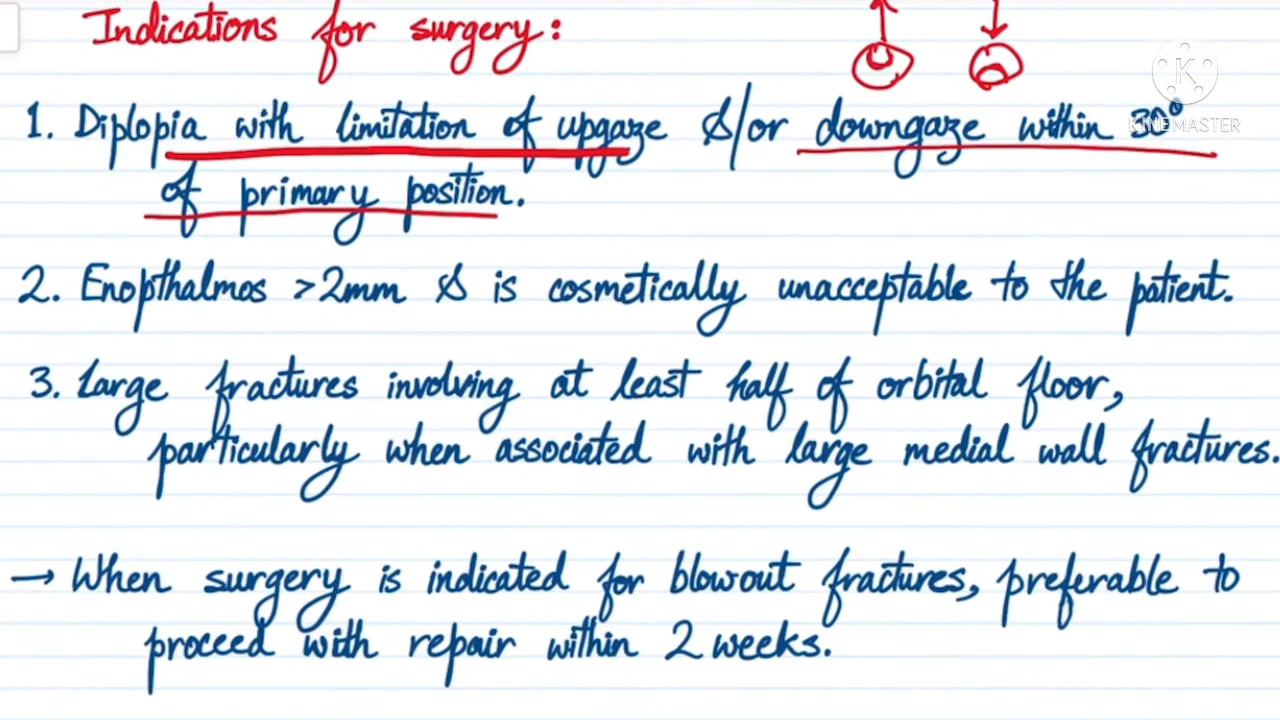 Indications for surgery:
1. Diplopia with limitation of upgaze &/or downgaze within 30°
of primary position.
2. Enopthalmos >2mm & is cosmetically unacceptable to the patient.
3. Large fractures involving at least half of orbital floor,
particularly when associated with large medial wall fractures.
→ When surgery is indicated for blowout fractures, preferable to
proceed with repair within 2 weeks.
K
KINEMASTER